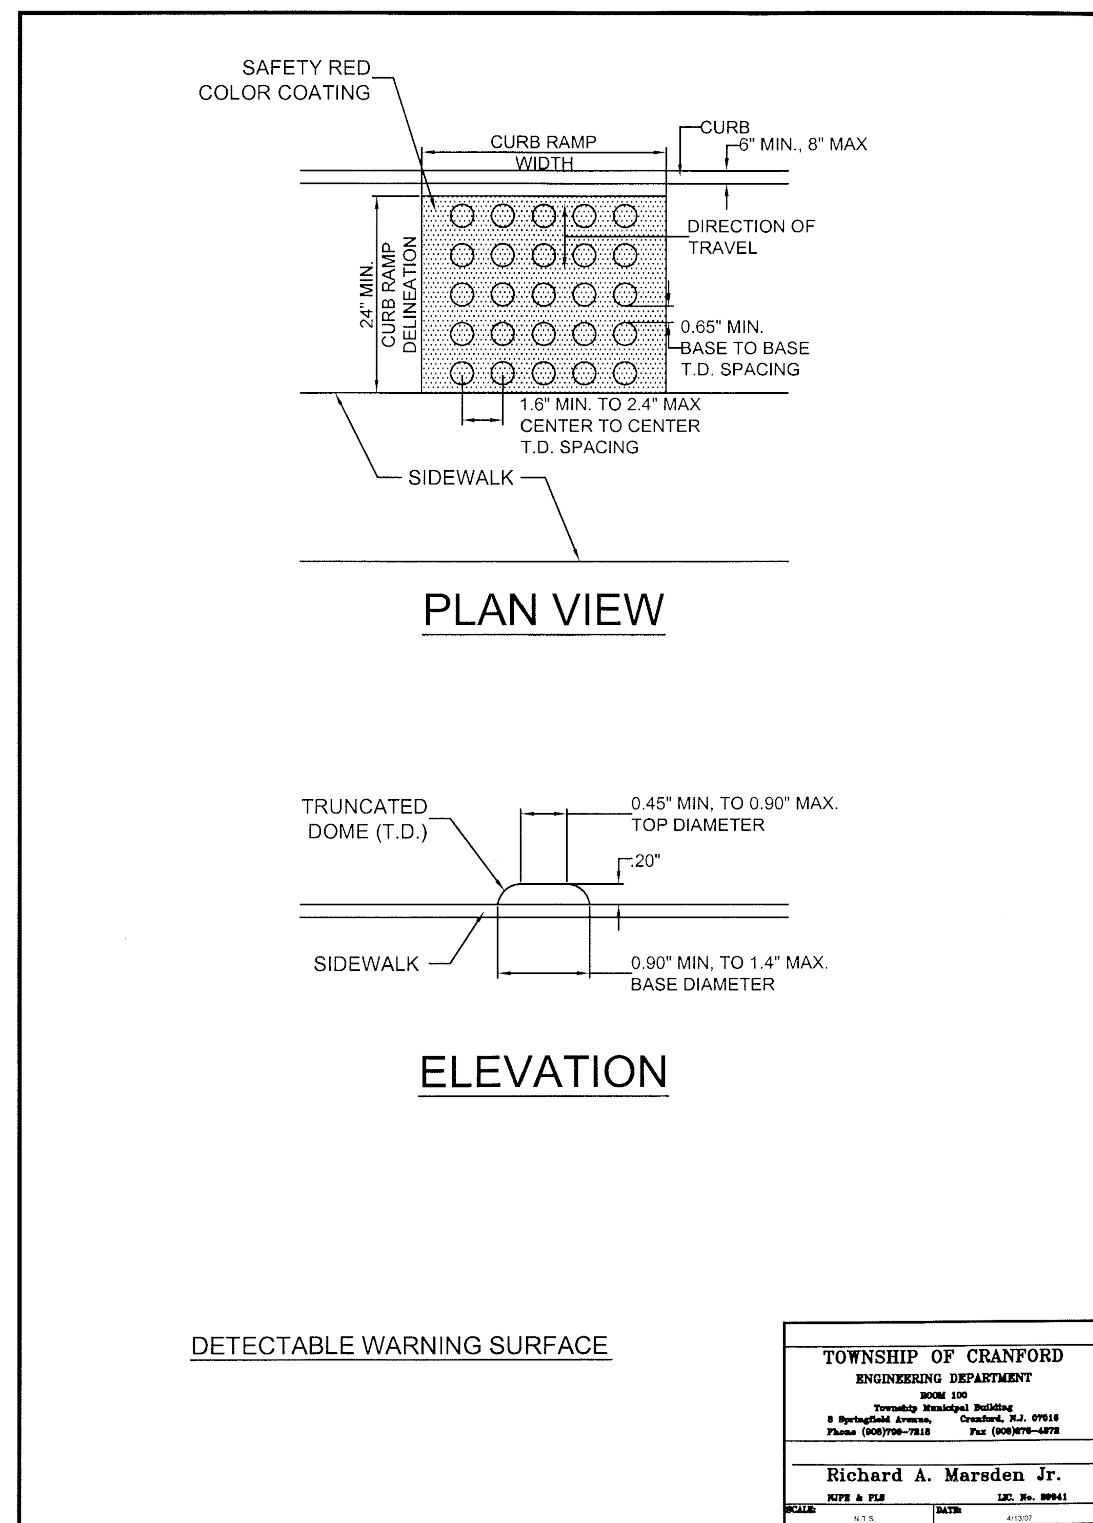 SAFETY RED
COLOR COATING
CURB RAMP
WIDTH
CURB
6" MIN., 8" MAX
DIRECTION OF
TRAVEL
24" MIN.
CURB RAMP
DELINEATION
0.65" MIN.
BASE TO BASE
T.D. SPACING
1.6" MIN. TO 2.4" MAX
CENTER TO CENTER
T.D. SPACING
SIDEWALK
PLAN VIEW
TRUNCATED
DOME (T.D.)
0.45" MIN, TO 0.90" MAX.
TOP DIAMETER
.20"
SIDEWALK
0.90" MIN, TO 1.4" MAX.
BASE DIAMETER
ELEVATION
DETECTABLE WARNING SURFACE
TOWNSHIP OF CRANFORD
ENGINEERING DEPARTMENT
ROOM 100
Township Municipal Building
8 Springfield Avenue, Cranford, N.J. 07016
Phone Fax
Richard A. Marsden Jr.
NJPE & PLS LIC. No.
SCALE: DATE:
N.T.S. 4/13/07